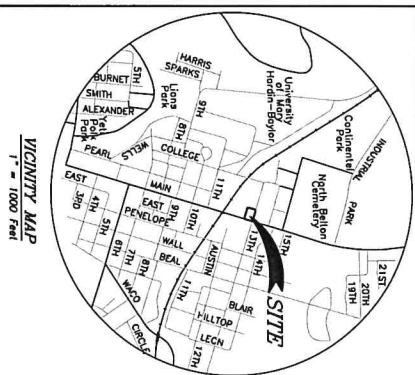 HARRIS
SPARKS
5TH
BURNET
SMITH
ALEXANDER
Yettie
Polk
Park
Lions
Park
9TH
8TH
University
of Mary
Hardin-Baylor
Continental
Park
INDUSTRIAL
PARK
North Belton
Cemetery
WELLS
COLLEGE
PEARL
MAIN
11TH
EAST
3RD
4TH
5TH
6TH
7TH
8TH
EAST
PENELOPE
9TH
10TH
WALL
BEAL
WACO
CIRCLE
AUSTIN
11TH
12TH
13TH
14TH
15TH
BLAIR
HILLTOP
21ST
20TH
19TH
SITE
VICINITY MAP
1" = 1000 Feet